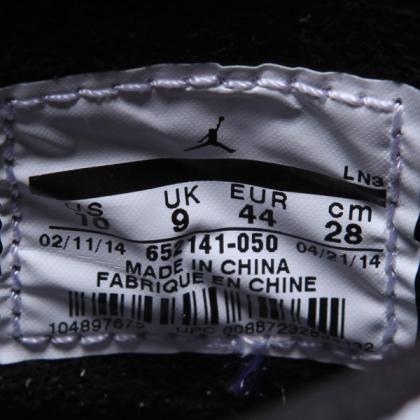 LN3
US UK EUR cm
10 9 44 28
02/11/14 652141-050 04/21/14
MADE IN CHINA
FABRIQUE EN CHINE
UPC